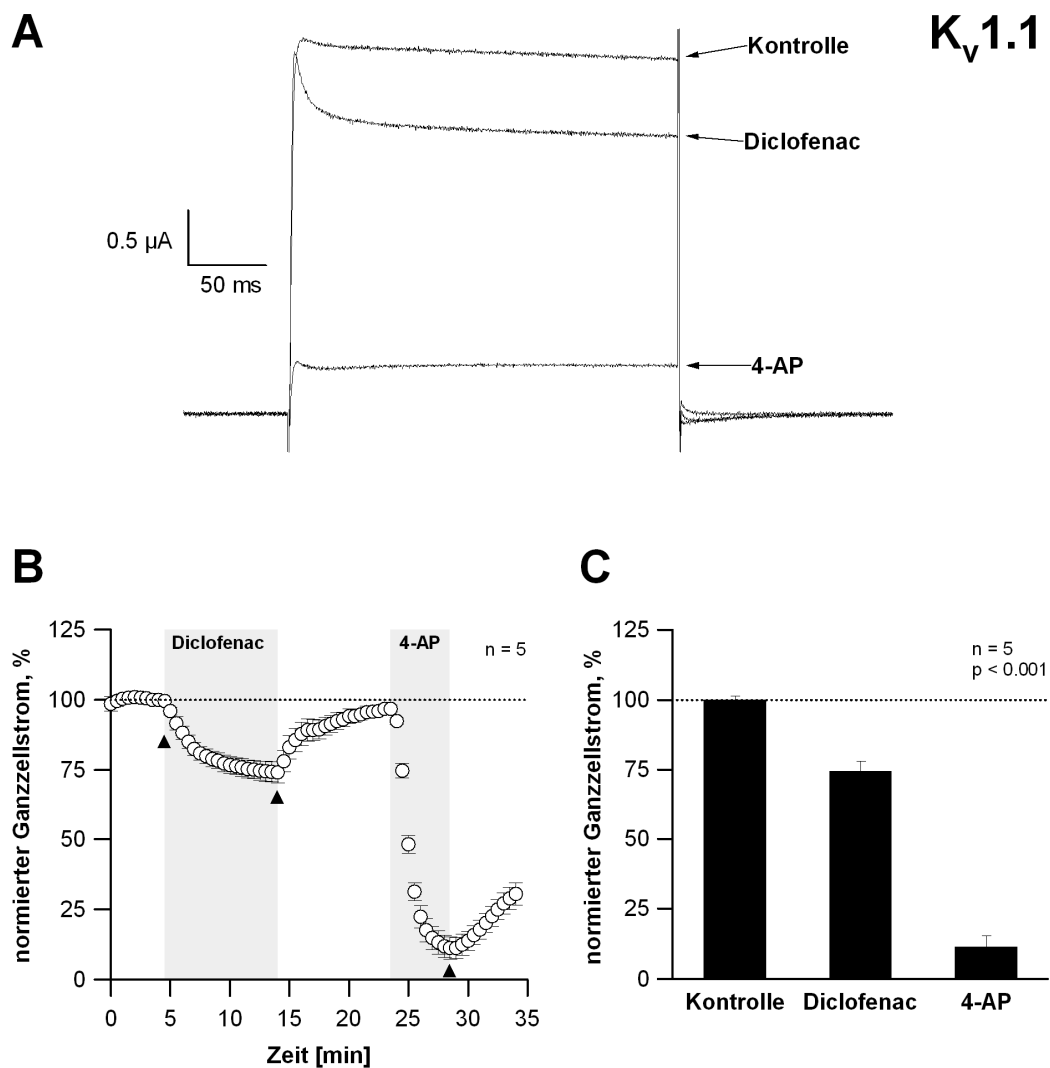 A
Kv1.1
Kontrolle
Diclofenac
0.5 µA
50 ms
4-AP
B
normierter Ganzzellstrom, %
125
100
75
50
25
0
Diclofenac
4-AP
n = 5
0
5
10
15
20
25
30
35
Zeit [min]
C
normierter Ganzzellstrom, %
125
100
75
50
25
0
n = 5
p < 0.001
Kontrolle
Diclofenac
4-AP